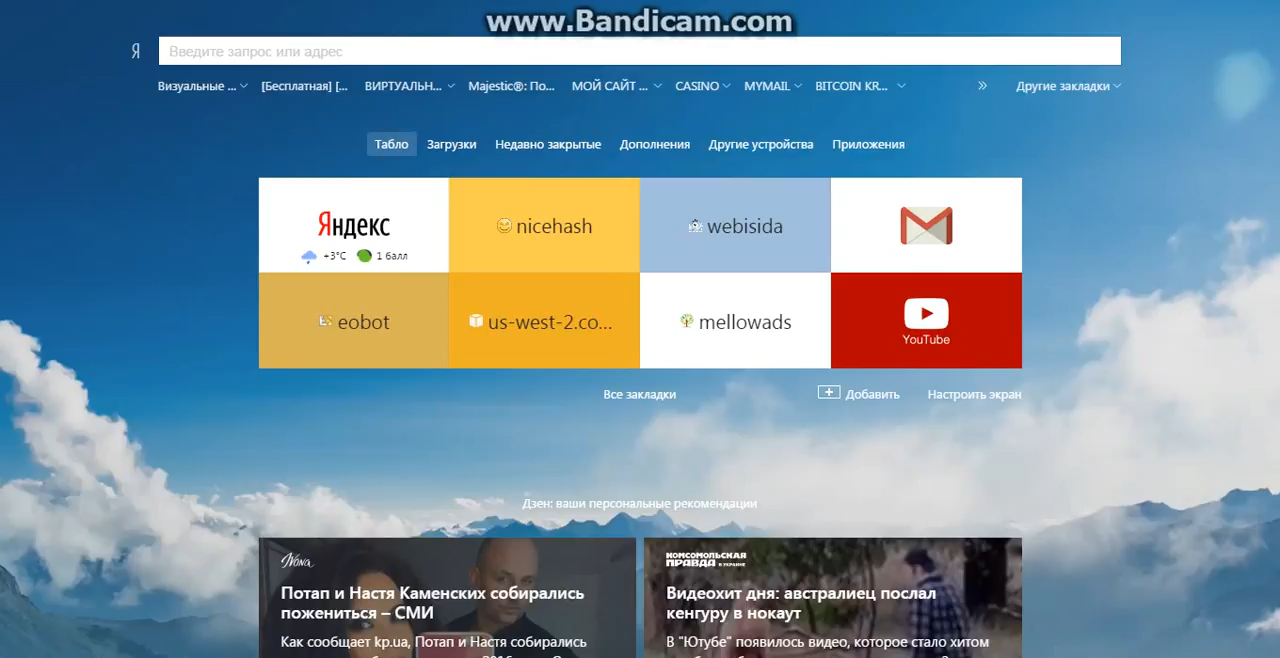 www.Bandicam.com
Я Введите запрос или адрес
Визуальные ... [Бесплатная] [... ВИРТУАЛЬН... Majestic®: По... МОЙ САЙТ ... CASINO MYMAIL BITCOIN KR... » Другие закладки
Табло Загрузки Недавно закрытые Дополнения Другие устройства Приложения
Яндекс
+3°C 1 балл
nicehash
webisida
eobot
us-west-2.co...
mellowads
YouTube
Все закладки Добавить Настроить экран
Дзен: ваши персональные рекомендации
Потап и Настя Каменских собирались
пожениться – СМИ
Как сообщает kp.ua, Потап и Настя собирались
КОМСОМОЛЬСКАЯ
ПРАВДА В УКРАИНЕ
Видеохит дня: австралиец послал
кенгуру в нокаут
В "Ютубе" появилось видео, которое стало хитом